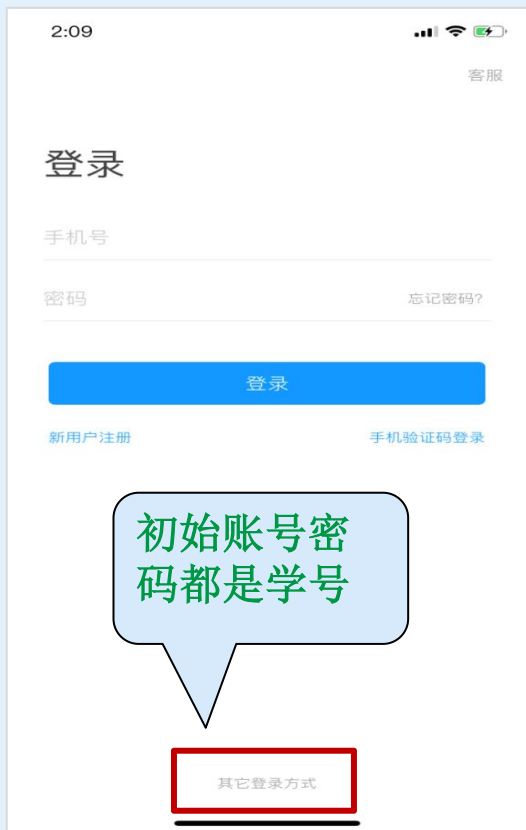 2:09
客服
登录
手机号
密码 忘记密码?
登录
新用户注册 手机验证码登录
初始账号密
码都是学号
其它登录方式